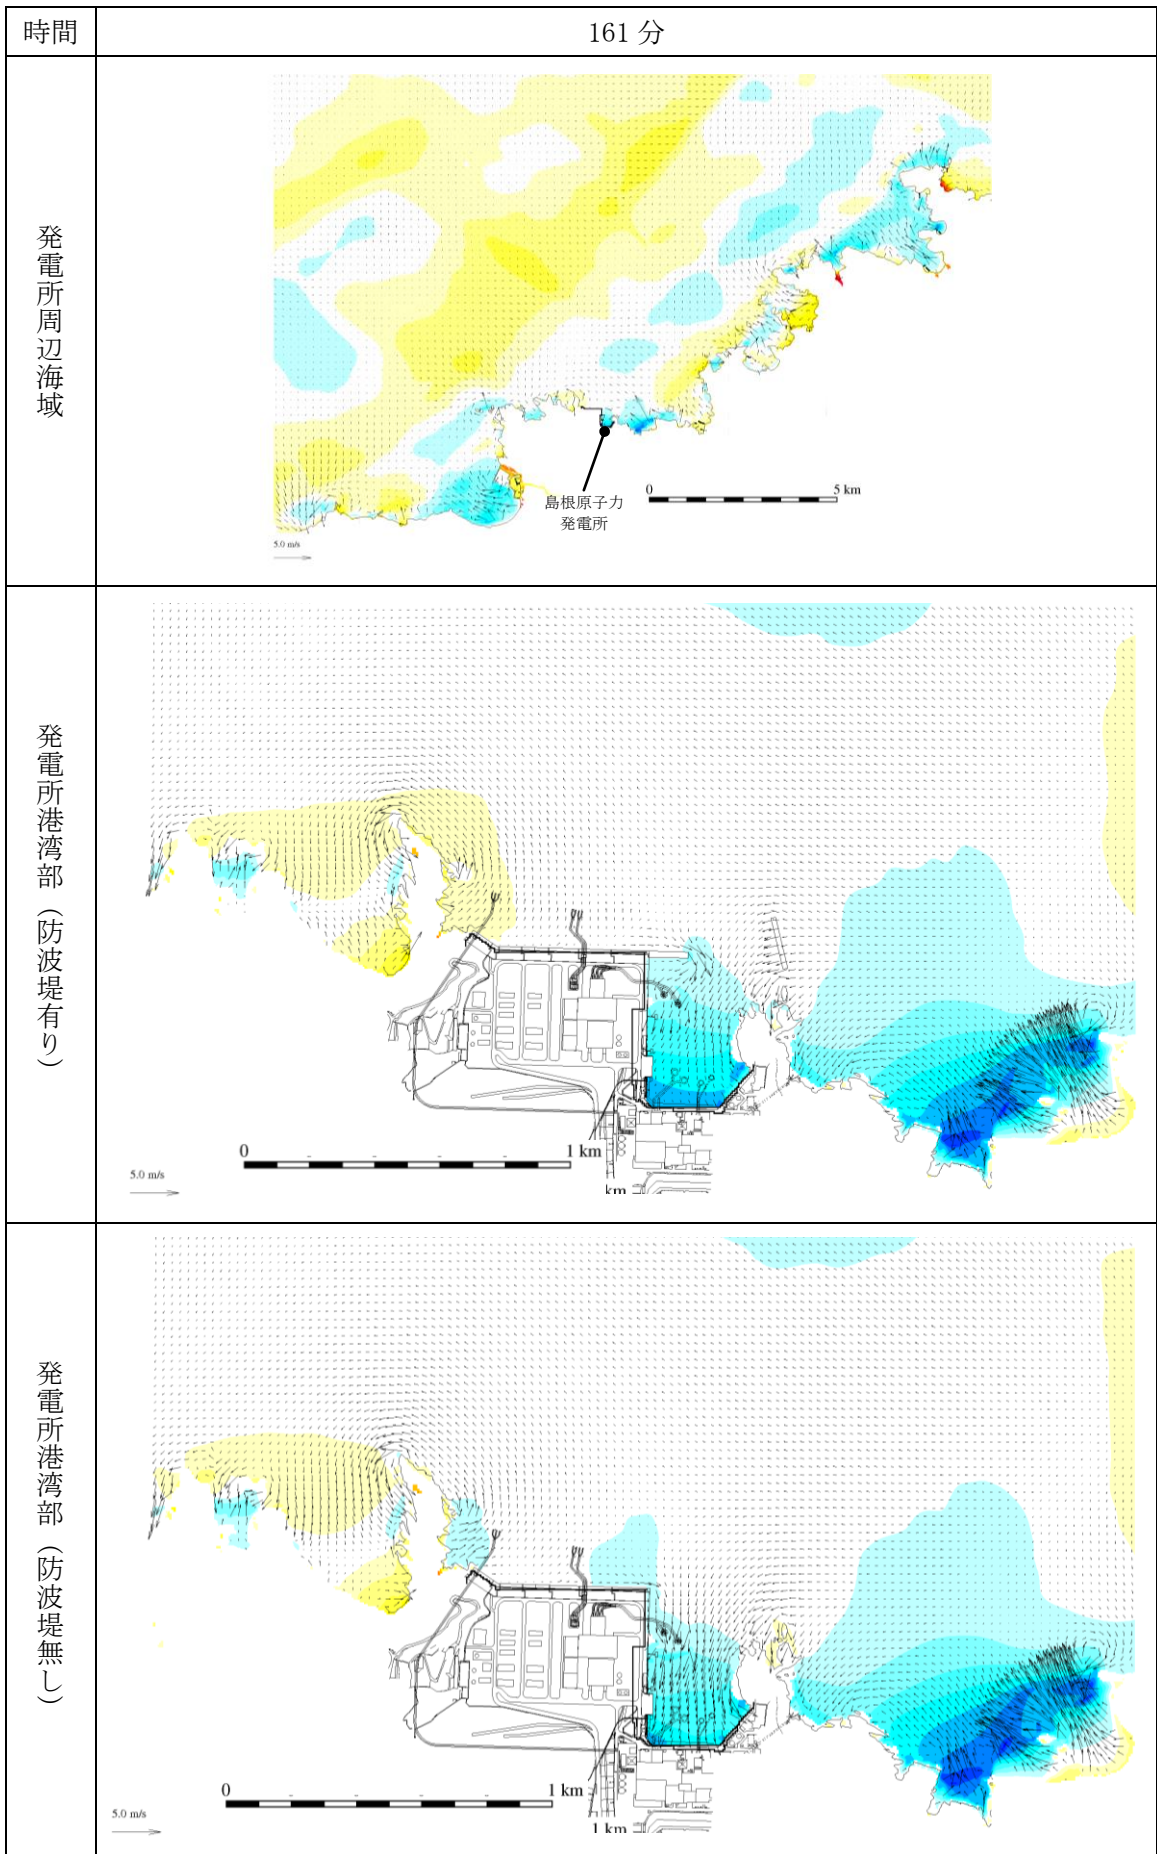 時間
161 分
発電所周辺海域
島根原子力
発電所
0
5 km
5.0 m/s
発電所港湾部（防波堤有り）
0
1 km
km
5.0 m/s
発電所港湾部（防波堤無し）
0
1 km
1 km
5.0 m/s